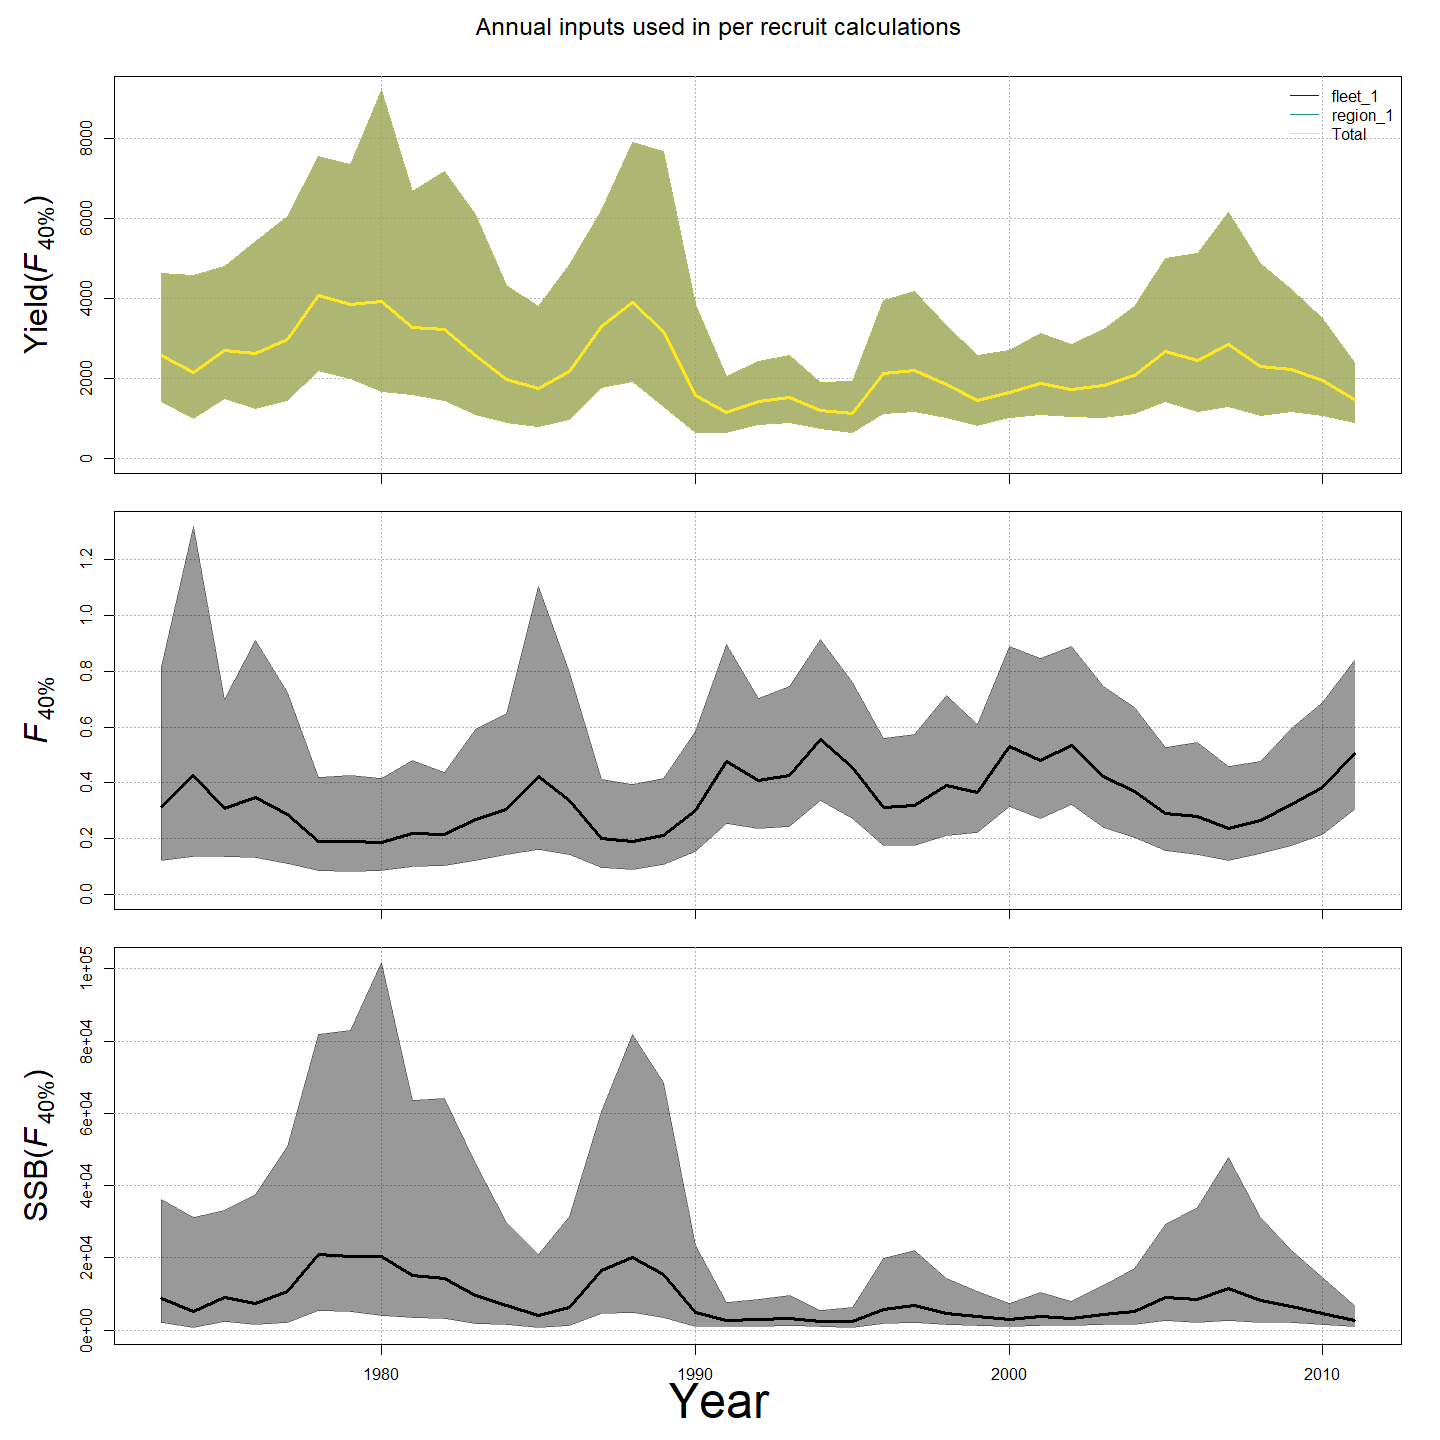 Annual inputs used in per recruit calculations
fleet_1
region_1
Total
Yield(F40%)
8000
6000
4000
2000
0
F40%
1.2
1.0
0.8
0.6
0.4
0.2
0.0
SSB(F40%)
1e+05
8e+04
6e+04
4e+04
2e+04
0e+00
1980 1990 2000 2010
Year